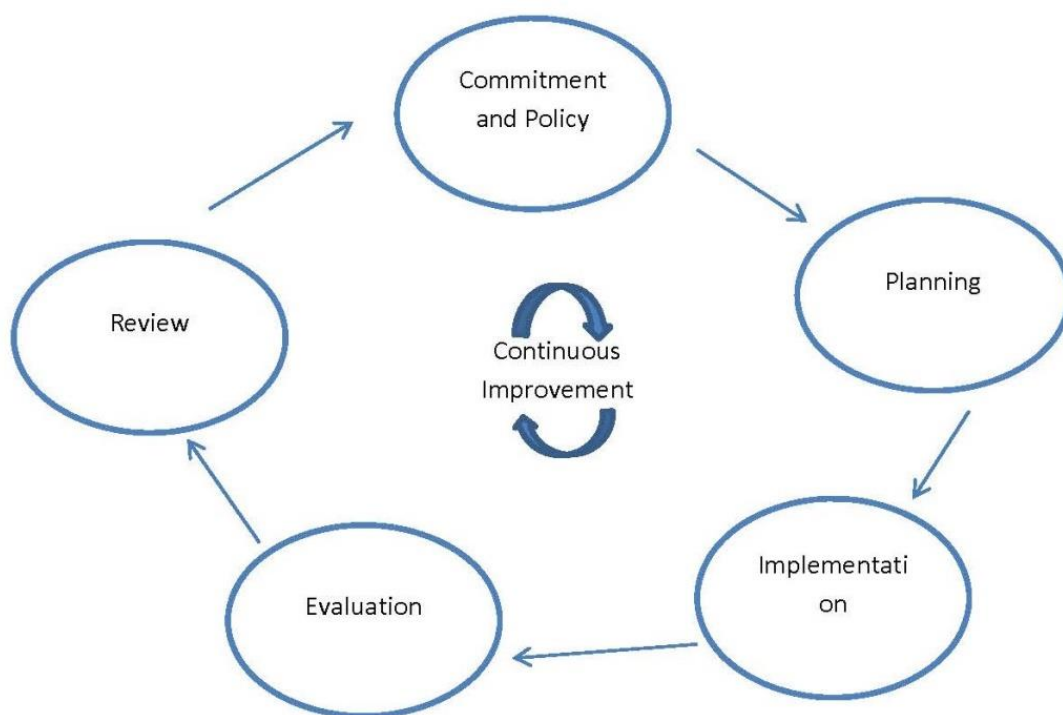 Commitment
and Policy
Planning
Implementati
on
Evaluation
Review
Continuous
Improvement